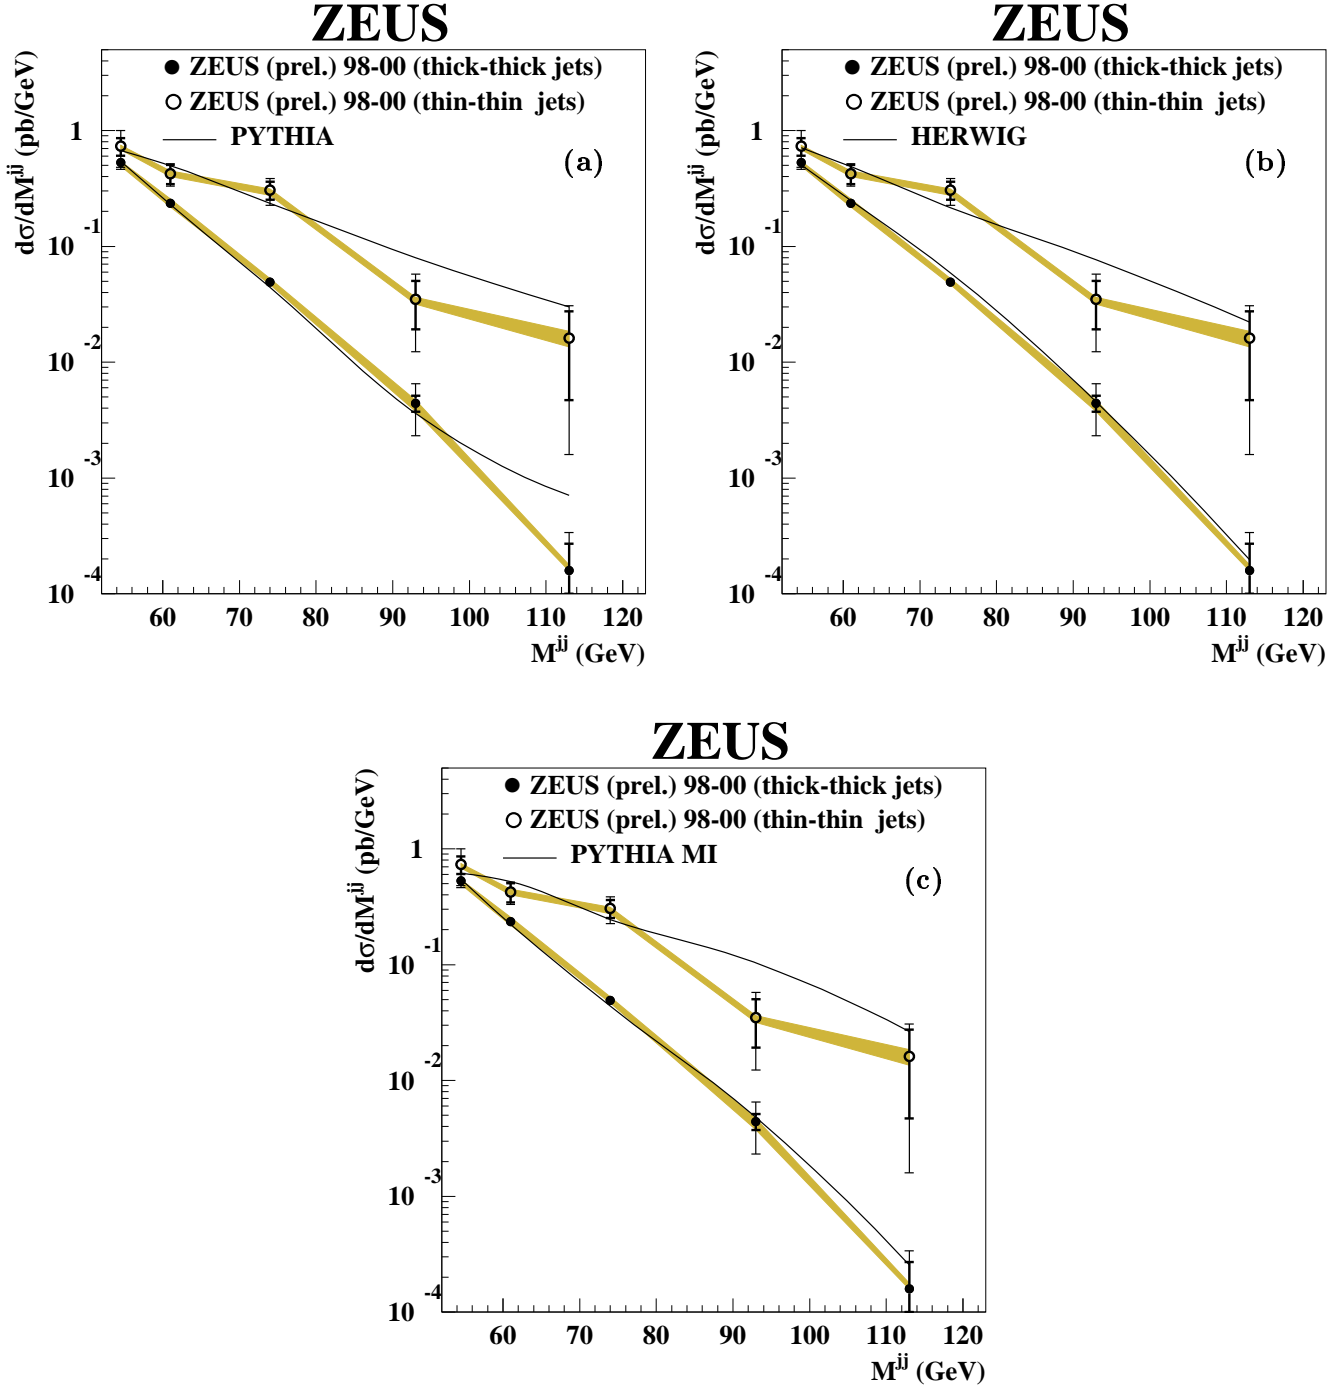 ZEUS
dσ/dM^jj (pb/GeV)
● ZEUS (prel.) 98-00 (thick-thick jets)
○ ZEUS (prel.) 98-00 (thin-thin jets)
PYTHIA
(a)
1
10^-1
10^-2
10^-3
10^-4
60 70 80 90 100 110 120
M^jj (GeV)
ZEUS
dσ/dM^jj (pb/GeV)
● ZEUS (prel.) 98-00 (thick-thick jets)
○ ZEUS (prel.) 98-00 (thin-thin jets)
HERWIG
(b)
1
10^-1
10^-2
10^-3
10^-4
60 70 80 90 100 110 120
M^jj (GeV)
ZEUS
dσ/dM^jj (pb/GeV)
● ZEUS (prel.) 98-00 (thick-thick jets)
○ ZEUS (prel.) 98-00 (thin-thin jets)
PYTHIA MI
(c)
1
10^-1
10^-2
10^-3
10^-4
60 70 80 90 100 110 120
M^jj (GeV)